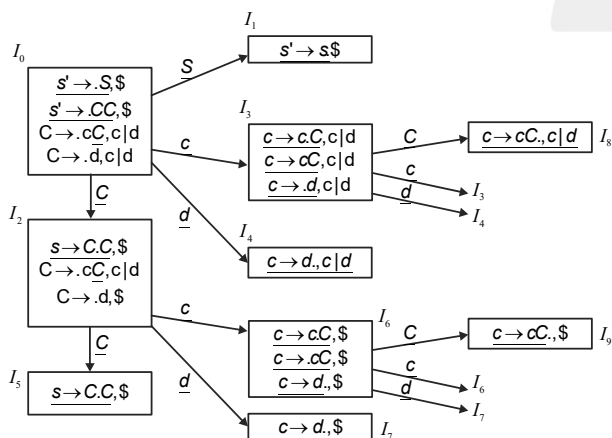 I₁
s' → s.$
I₀
s' → .S,$
s' → .CC,$
C → .cC,c|d
C → .d,c|d
S
I₃
c → c.C,c|d
c → cC,c|d
c → .d,c|d
c
C
c → cC.,c|d
I₈
c
I₃
d
I₄
C
d
I₂
s → C.C,$
C → .cC,c|d
C → .d,$
I₄
c → d.,c|d
c
I₆
c → c.C,$
c → .cC,$
c → d.,$
C
c → cC.,$
I₉
c
I₆
d
I₇
C
d
I₅
s → C.C,$
c → d.,$
I₇